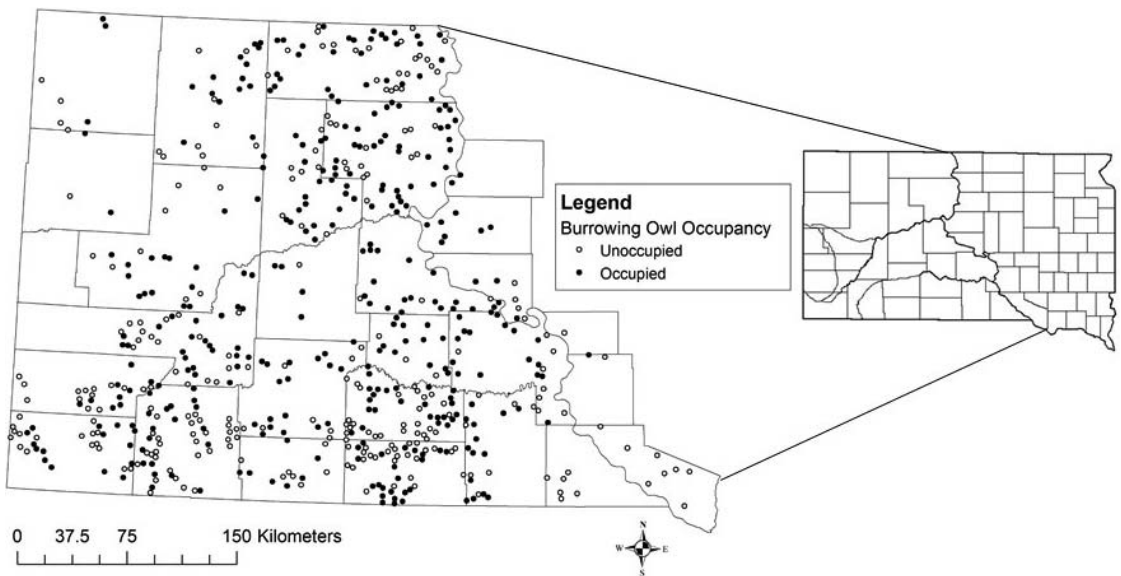 Legend
Burrowing Owl Occupancy
Unoccupied
Occupied
0 37.5 75 150 Kilometers
N
W E
S